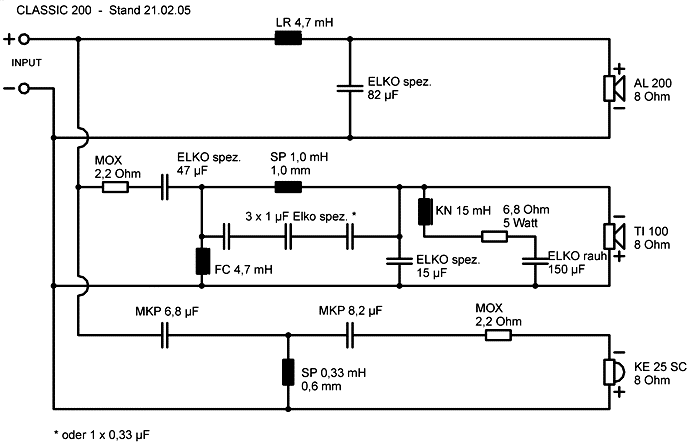 CLASSIC 200 - Stand 21.02.05
LR 4,7 mH
+
INPUT
−
ELKO spez.
82 µF
+
AL 200
8 Ohm
−
MOX
2,2 Ohm
ELKO spez.
47 µF
SP 1,0 mH
1,0 mm
3 x 1 µF Elko spez. *
FC 4,7 mH
KN 15 mH
6,8 Ohm
5 Watt
ELKO spez.
15 µF
ELKO rauh
150 µF
−
TI 100
8 Ohm
+
MKP 6,8 µF
MKP 8,2 µF
MOX
2,2 Ohm
SP 0,33 mH
0,6 mm
−
KE 25 SC
8 Ohm
+
* oder 1 x 0,33 µF